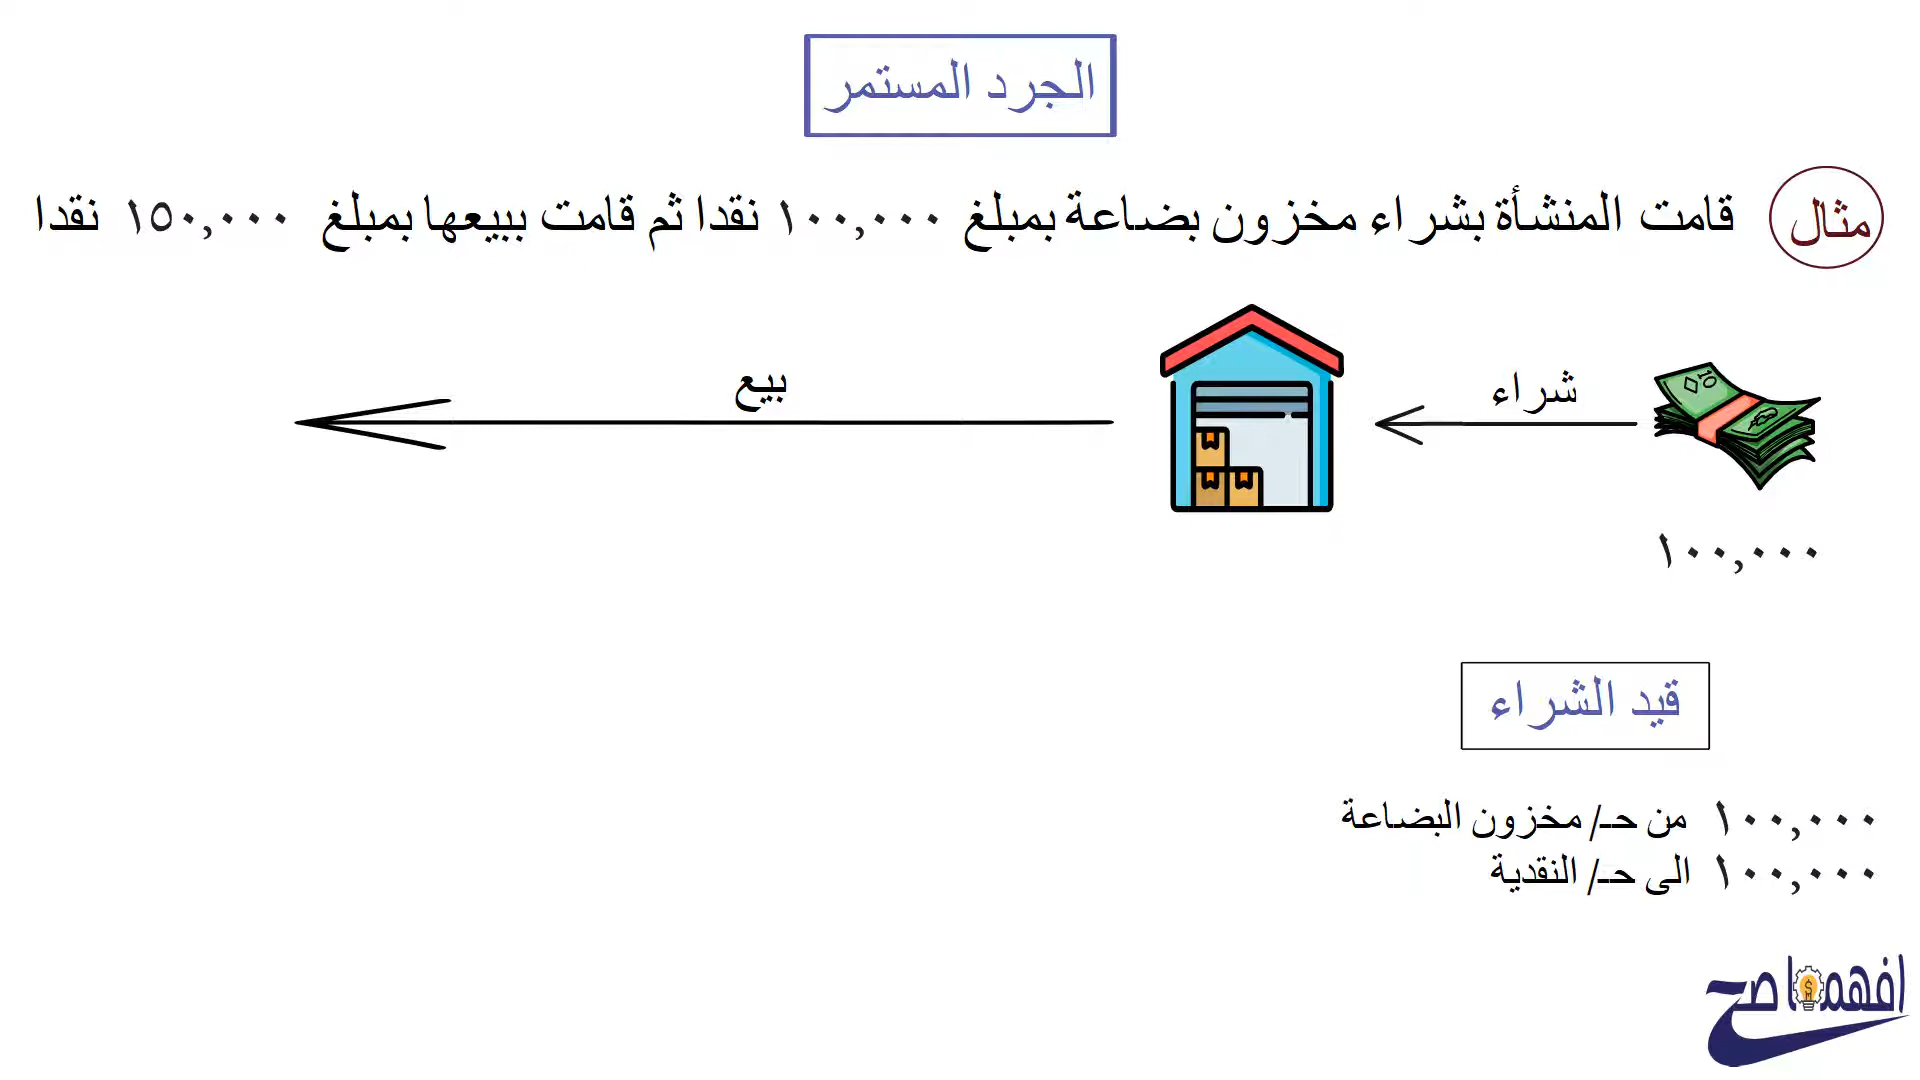 الجرد المستمر
مثال قامت المنشأة بشراء مخزون بضاعة بمبلغ ١٠٠,٠٠٠ نقدا ثم قامت ببيعها بمبلغ ١٥٠,٠٠٠ نقدا
شراء
بيع
١٠٠,٠٠٠
قيد الشراء
١٠٠,٠٠٠ من حـ/ مخزون البضاعة
١٠٠,٠٠٠ الى حـ/ النقدية
افهمها صح